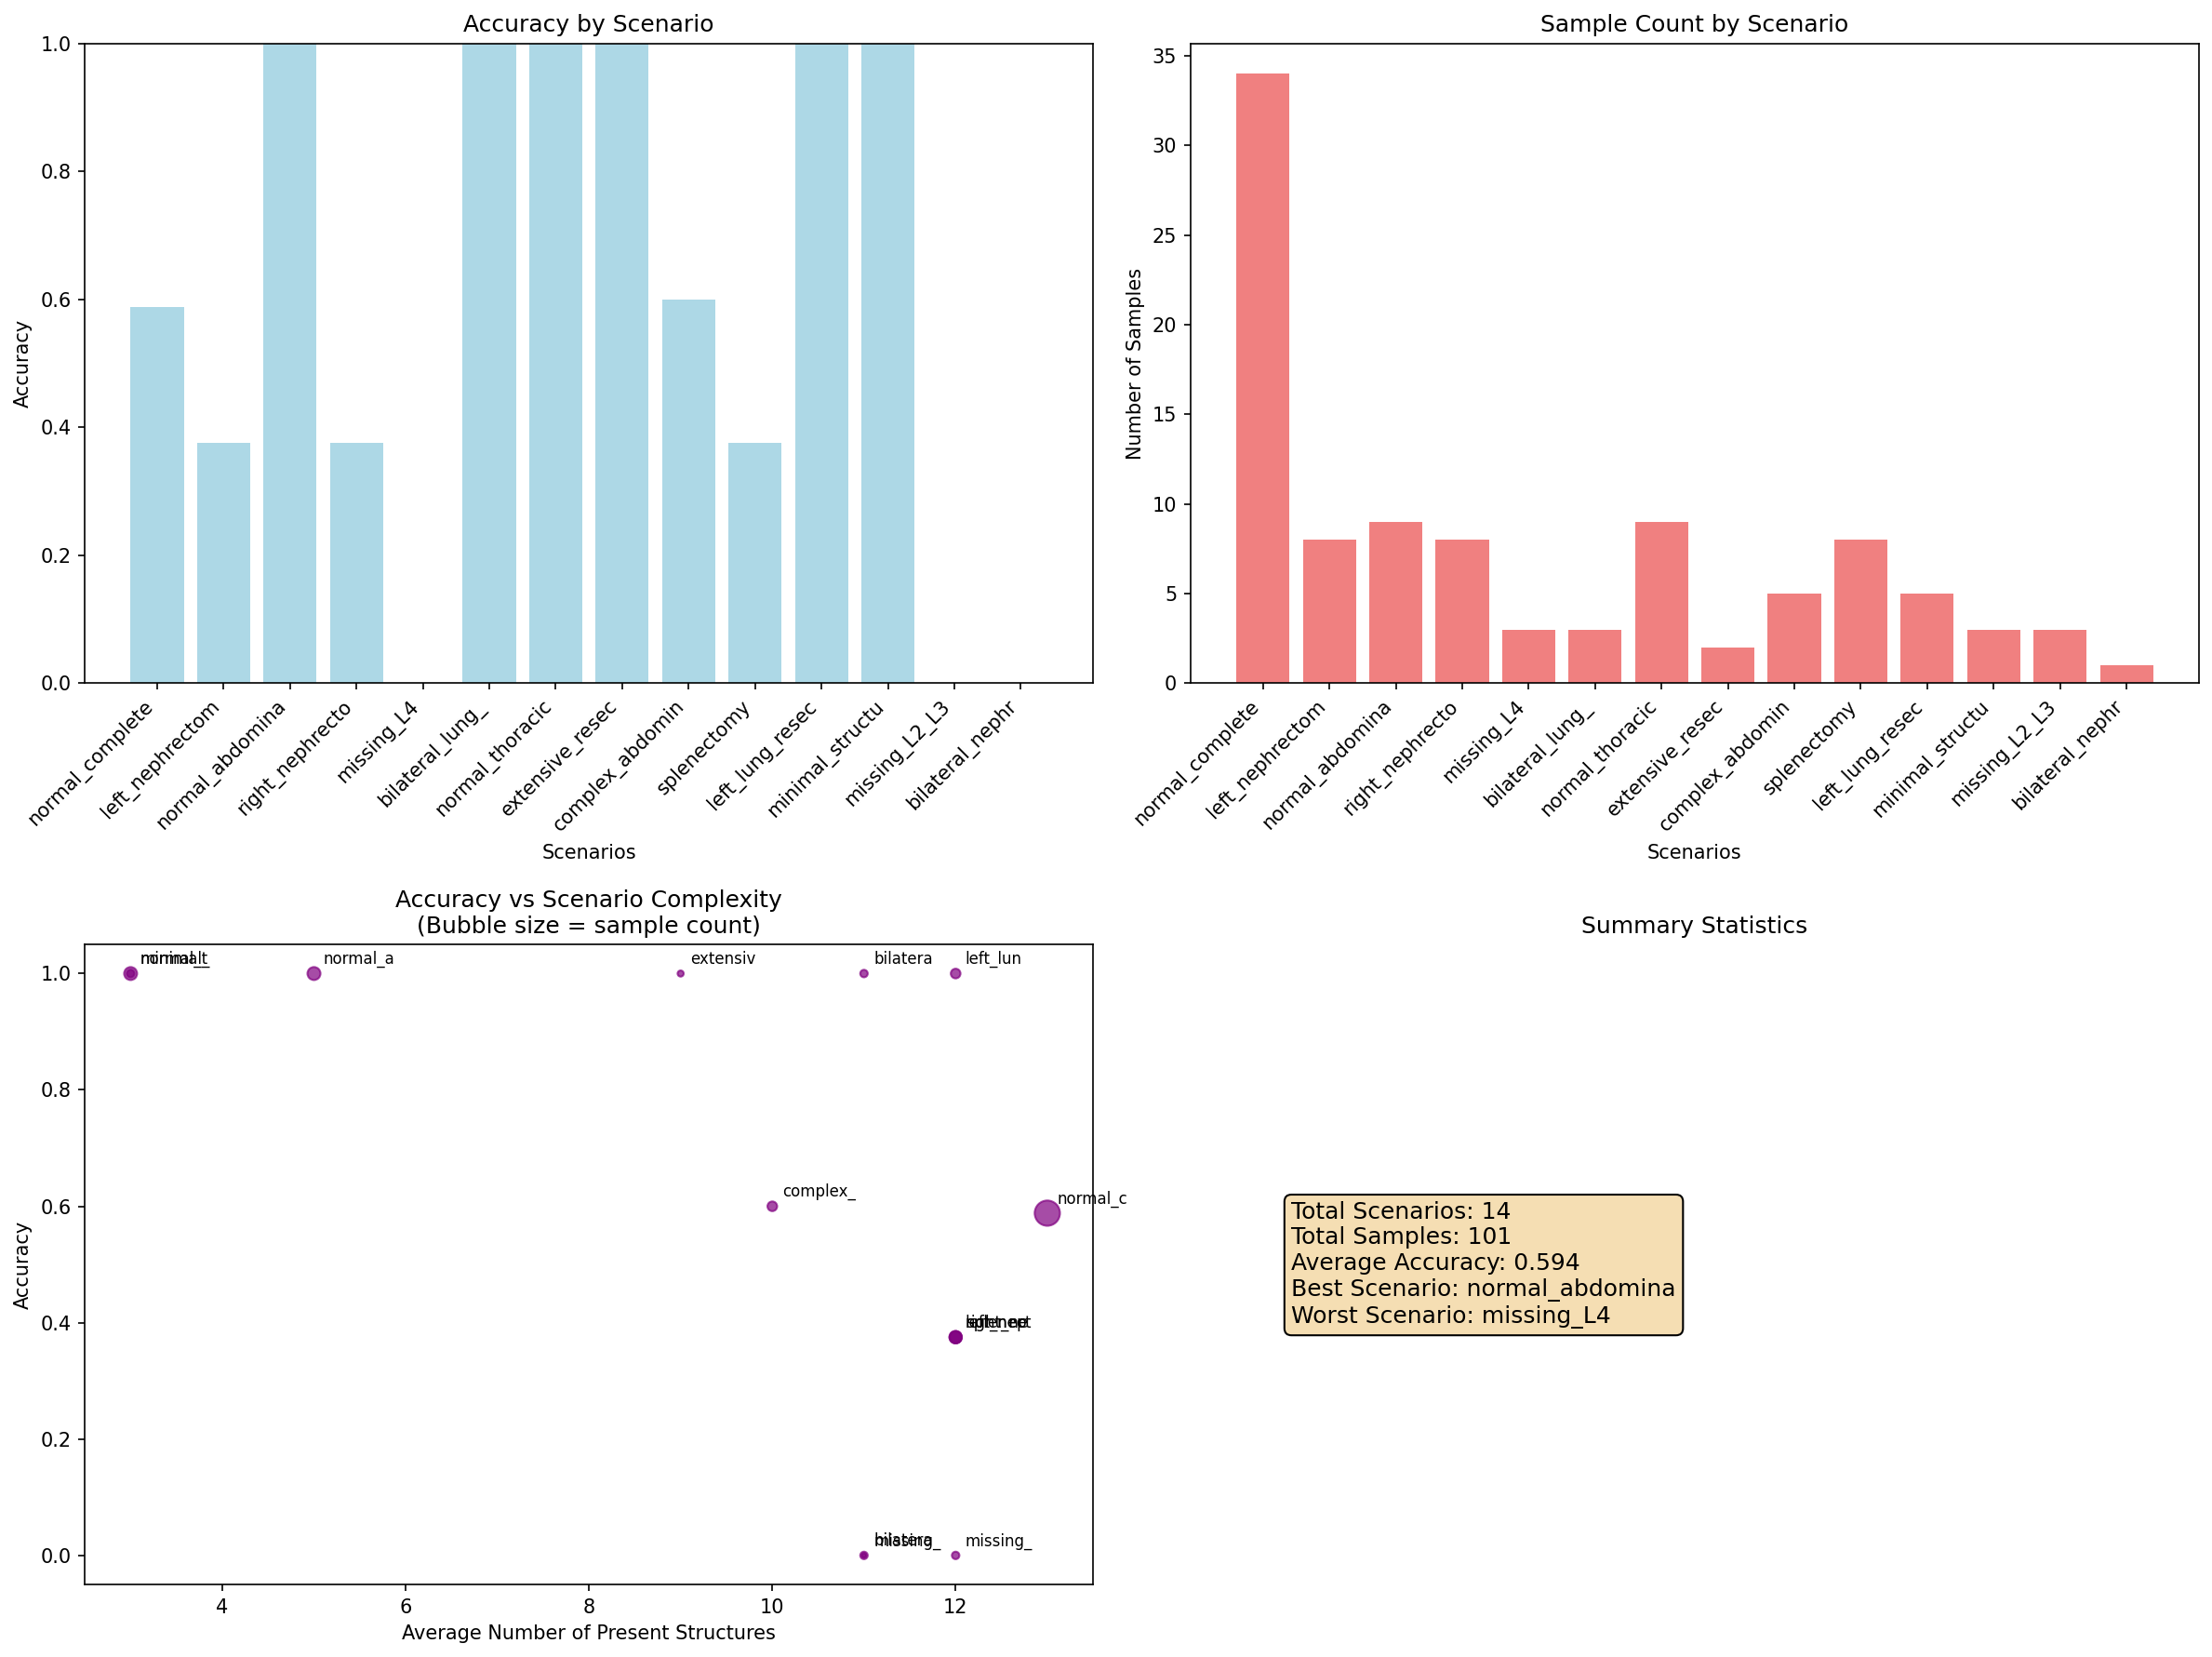 Accuracy by Scenario
1.0
0.8
0.6
0.4
0.2
0.0
Accuracy
normal_complete
left_nephrectom
normal_abdomina
right_nephrecto
missing_L4
bilateral_lung_
normal_thoracic
extensive_resec
complex_abdomin
splenectomy
left_lung_resec
minimal_structu
missing_L2_L3
bilateral_nephr
Scenarios
Sample Count by Scenario
35
30
25
20
15
10
5
0
Number of Samples
normal_complete
left_nephrectom
normal_abdomina
right_nephrecto
missing_L4
bilateral_lung_
normal_thoracic
extensive_resec
complex_abdomin
splenectomy
left_lung_resec
minimal_structu
missing_L2_L3
bilateral_nephr
Scenarios
Accuracy vs Scenario Complexity
(Bubble size = sample count)
1.0
0.8
0.6
0.4
0.2
0.0
Accuracy
normal_a
extensiv
bilatera
left_lun
complex_
normal_c
missing_
4
6
8
10
12
Average Number of Present Structures
Summary Statistics
Total Scenarios: 14
Total Samples: 101
Average Accuracy: 0.594
Best Scenario: normal_abdomina
Worst Scenario: missing_L4